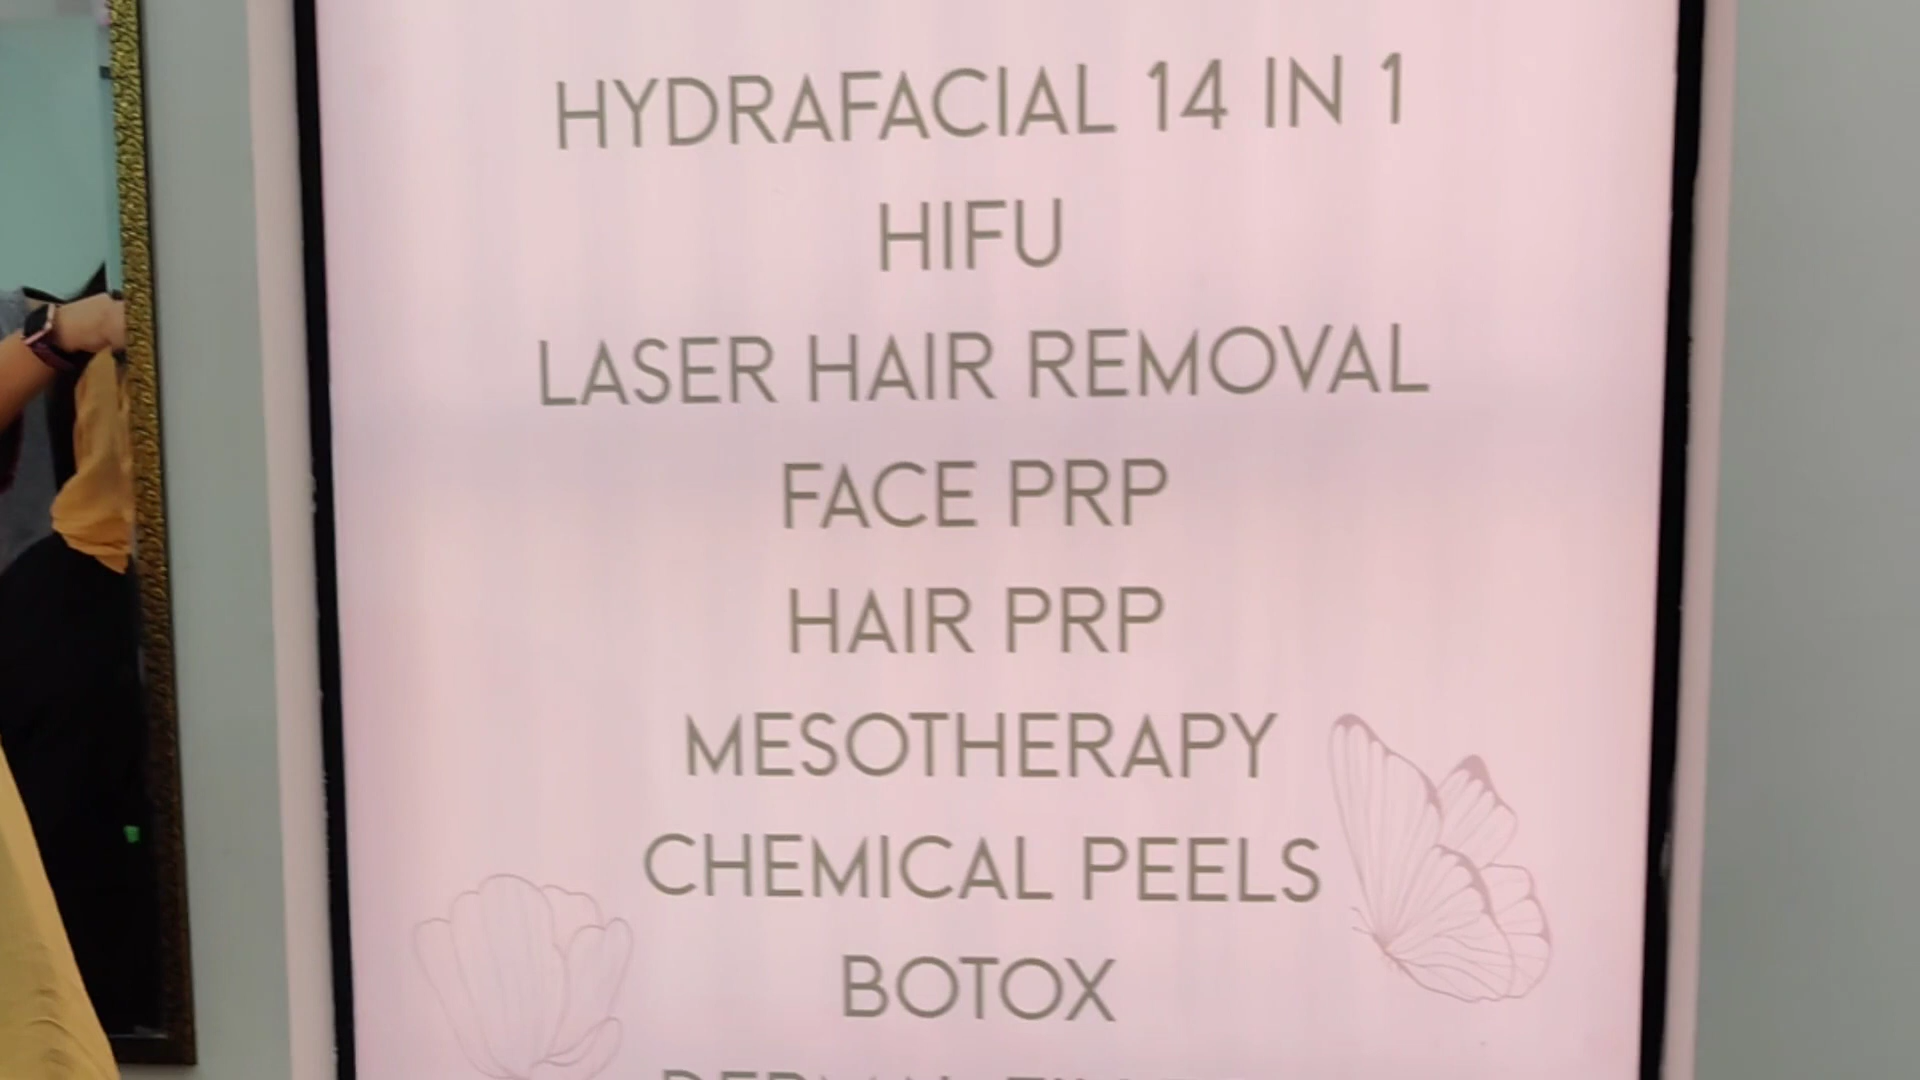 HYDRAFACIAL 14 IN 1
HIFU
LASER HAIR REMOVAL
FACE PRP
HAIR PRP
MESOTHERAPY
CHEMICAL PEELS
BOTOX